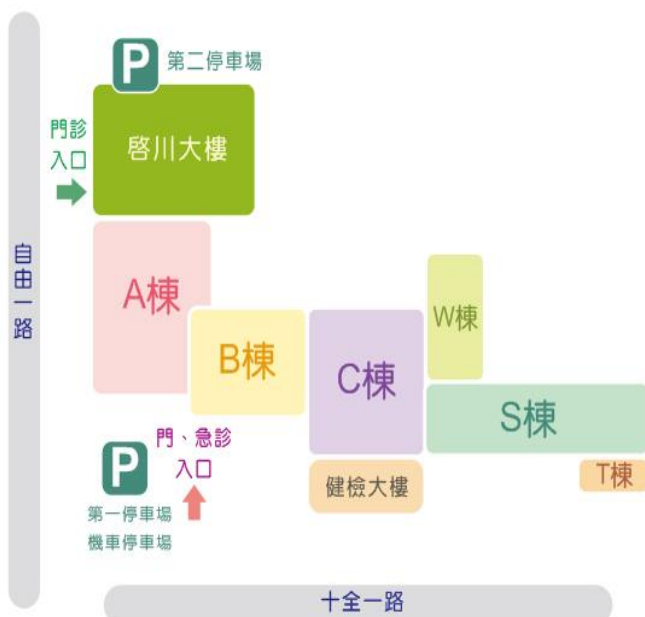 P 第二停車場
門診
入口
啓川大樓
自由一路
A棟
B棟
C棟
W棟
S棟
T棟
健檢大樓
門、急診
入口
P
第一停車場
機車停車場
十全一路